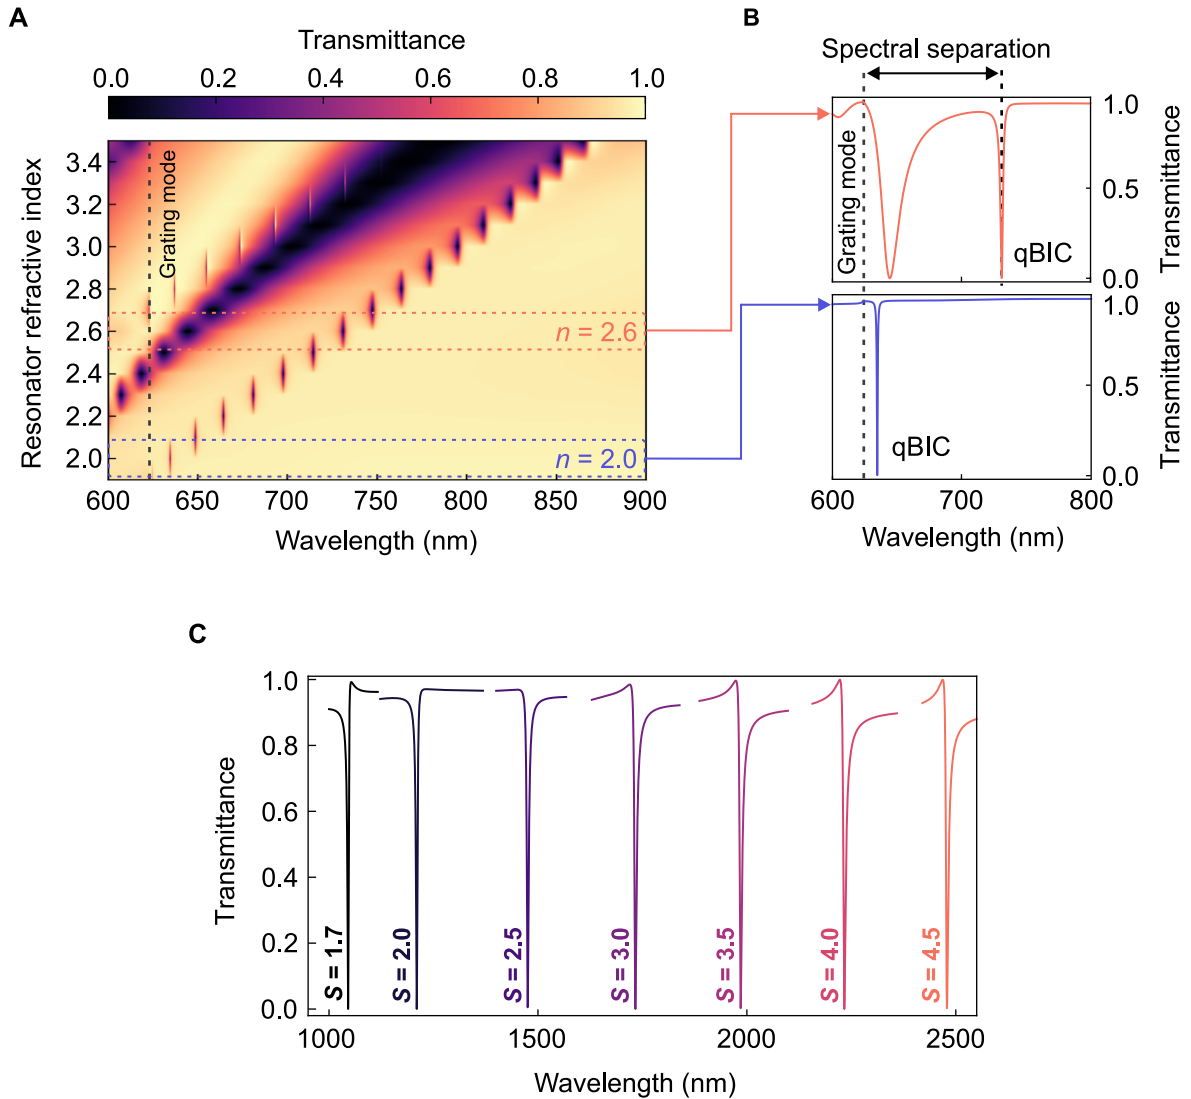 A
Transmittance
0.0 0.2 0.4 0.6 0.8 1.0
Resonator refractive index
3.4
3.2
3.0
2.8
2.6
2.4
2.2
2.0
Grating mode
n = 2.6
n = 2.0
600 650 700 750 800 850 900
Wavelength (nm)
B
Spectral separation
Grating mode
qBIC
1.0
0.5
0.0
Transmittance
Grating mode
qBIC
1.0
0.5
0.0
Transmittance
600 700 800
Wavelength (nm)
C
Transmittance
1.0
0.8
0.6
0.4
0.2
0.0
S = 1.7
S = 2.0
S = 2.5
S = 3.0
S = 3.5
S = 4.0
S = 4.5
1000 1500 2000 2500
Wavelength (nm)